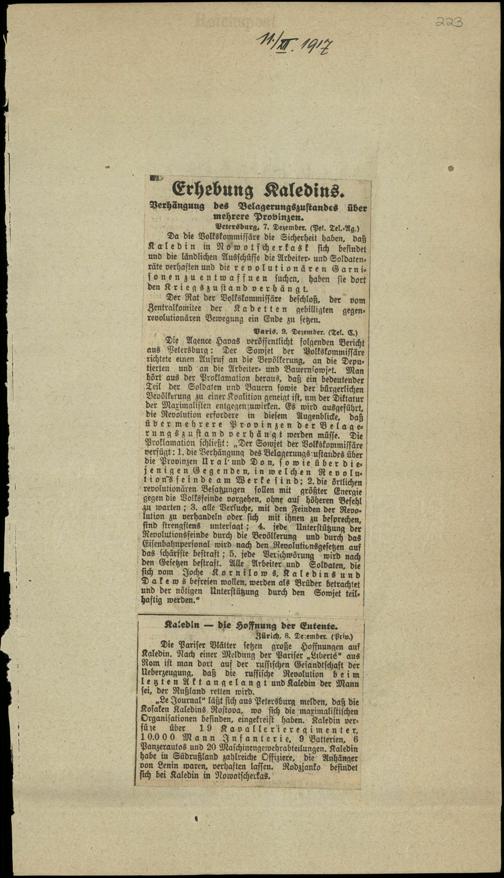 Reichspost
223
11./XII. 1917
Erhebung Kaledins.
Verhängung des Belagerungszustandes über
mehrere Provinzen.
Petersburg, 7. Dezember. (Pet. Tel.-Ag.)
Da die Volkskommissäre die Sicherheit haben, daß
Kaledin in Nowotscherkask sich befindet
und die ländlichen Ausschüsse die Arbeiter- und Soldaten-
räte verhaften und die revolutionären Garni-
sonen zu entwaffnen suchen, haben sie dort
den Kriegszustand verhängt.
Der Rat der Volkskommissäre beschloß, der vom
Zentralkomitee der Kadetten gebilligten gegen-
revolutionären Bewegung ein Ende zu setzen.
Paris, 9. Dezember. (Tel. C.)
Die Agence Havas veröffentlicht folgenden Bericht
aus Petersburg: Der Sowjet der Volkskommissäre
richtete einen Aufruf an die Bevölkerung, an die Depu-
tierten und an die Arbeiter- und Bauernsowjet. Man
hört aus der Proklamation heraus, daß ein bedeutender
Teil der Soldaten und Bauern sowie der bürgerlichen
Bevölkerung zu einer Koalition geneigt ist, um der Diktatur
der Maximalisten entgegenzuwirken. Es wird ausgeführt,
die Revolution erfordere in diesem Augenblicke, daß
über mehrere Provinzen der Belage-
rungszustand verhängt werden müsse. Die
Proklamation schließt: „Der Sowjet der Volkskommissäre
verfügt: 1. die Verhängung des Belagerungszustandes über
die Provinzen Ural und Don, sowie über die-
jenigen Gegenden, in welchen Revolu-
tionsfeinde am Werke sind; 2. die örtlichen
revolutionären Besatzungen sollen mit größter Energie
gegen die Volksfeinde vorgehen, ohne auf höheren Befehl
zu warten; 3. alle Versuche, mit den Feinden der Revo-
lution zu verhandeln oder sich mit ihnen zu besprechen,
sind strengstens untersagt; 4. jede Unterstützung der
Revolutionsfeinde durch die Bevölkerung und durch das
Eisenbahnpersonal wird nach den Revolutionsgesetzen auf
das schärfste bestraft; 5. jede Verschwörung wird nach
den Gesetzen bestraft. Alle Arbeiter und Soldaten, die
sich vom Joche Kornilows, Kaledins und
Dakews befreien wollen, werden als Brüder betrachtet
und der nötigen Unterstützung durch den Sowjet teil-
haftig werden.“
Kaledin — die Hoffnung der Entente.
Zürich, 8. Dezember. (Priv.)
Die Pariser Blätter setzen große Hoffnungen auf
Kaledin. Nach einer Meldung der Pariser „Liberté“ aus
Rom ist man dort auf der russischen Gesandtschaft der
Ueberzeugung, daß die russische Revolution beim
letzten Akt angelangt und Kaledin der Mann
sei, der Rußland retten wird.
„Le Journal“ läßt sich aus Petersburg melden, daß die
Kosaken Kaledins Rostova, wo sich die maximalistischen
Organisationen befinden, eingekreist haben. Kaledin ver-
füge über 19 Kavallerieregimenter,
10.000 Mann Infanterie, 9 Batterien, 6
Panzerautos und 20 Maschinengewehrabteilungen. Kaledin
habe in Südrußland zahlreiche Offiziere, die Anhänger
von Lenin waren, verhaften lassen. Rodzjanko befindet
sich bei Kaledin in Nowotscherkas.